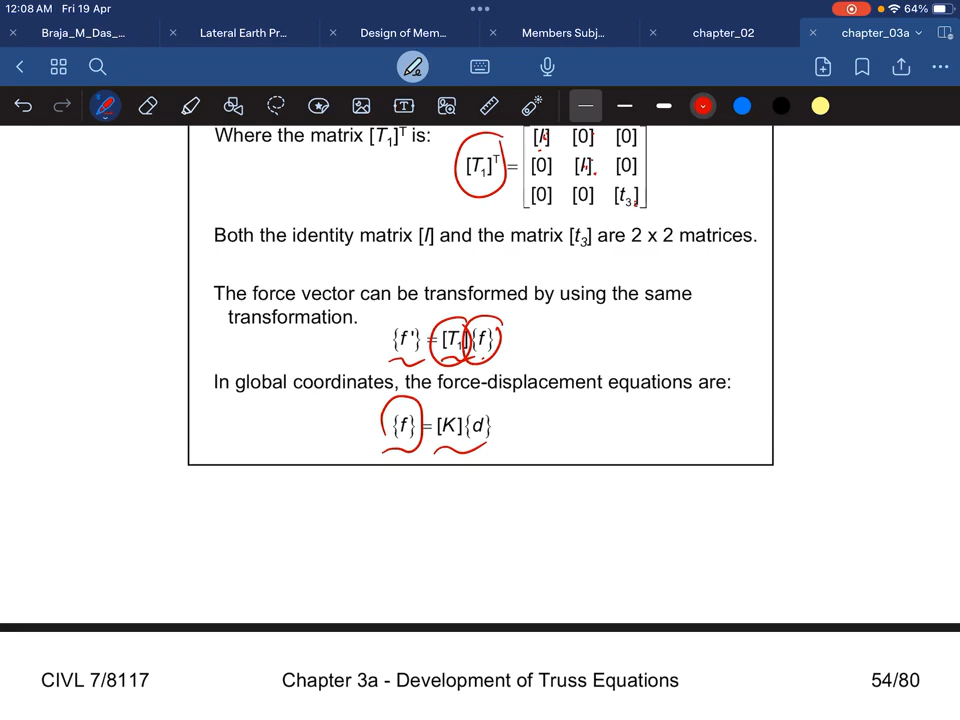 12:08 AM Fri 19 Apr
64%
Braja_M_Das_…
Lateral Earth Pr…
Design of Mem…
Members Subj…
chapter_02
chapter_03a
Where the matrix [T₁]ᵀ is:
[T₁]ᵀ = [I] [0] [0]
[0] [I] [0]
[0] [0] [t₃]
Both the identity matrix [I] and the matrix [t₃] are 2 x 2 matrices.
The force vector can be transformed by using the same
transformation.
{f'} = [T₁]{f}
In global coordinates, the force-displacement equations are:
{f} = [K]{d}
CIVL 7/8117
Chapter 3a - Development of Truss Equations
54/80